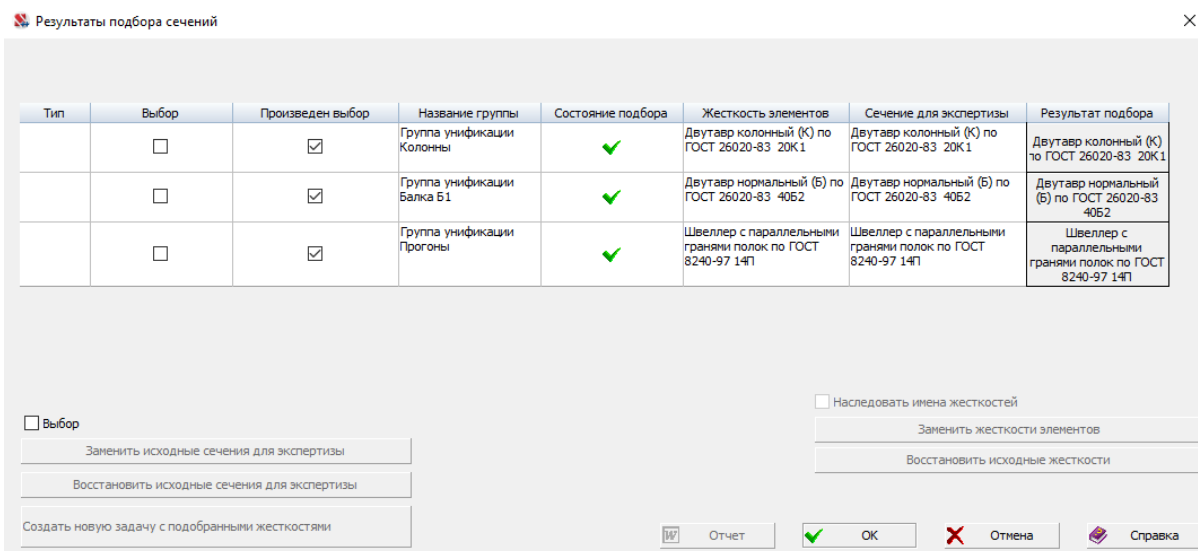 Результаты подбора сечений
Тип Выбор Произведен выбор Название группы Состояние подбора Жесткость элементов Сечение для экспертизы Результат подбора
Группа унификации
Колонны
Двутавр колонный (К) по
ГОСТ 26020-83 20К1
Двутавр колонный (К) по
ГОСТ 26020-83 20К1
Двутавр колонный (К)
по ГОСТ 26020-83 20К1
Группа унификации
Балка Б1
Двутавр нормальный (Б) по
ГОСТ 26020-83 40Б2
Двутавр нормальный (Б) по
ГОСТ 26020-83 40Б2
Двутавр нормальный
(Б) по ГОСТ 26020-83
40Б2
Группа унификации
Прогоны
Швеллер с параллельными
гранями полок по ГОСТ
8240-97 14П
Швеллер с параллельными
гранями полок по ГОСТ
8240-97 14П
Швеллер с
параллельными
гранями полок по ГОСТ
8240-97 14П
Наследовать имена жесткостей
Выбор
Заменить жесткости элементов
Заменить исходные сечения для экспертизы
Восстановить исходные жесткости
Восстановить исходные сечения для экспертизы
Создать новую задачу с подобранными жесткостями
W Отчет OK Отмена Справка